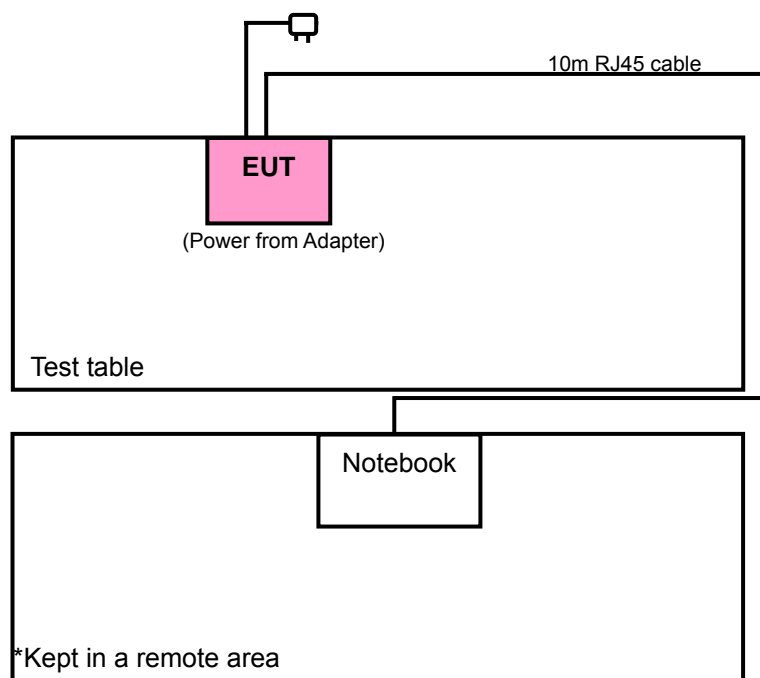 10m RJ45 cable
EUT
(Power from Adapter)
Test table
Notebook
*Kept in a remote area